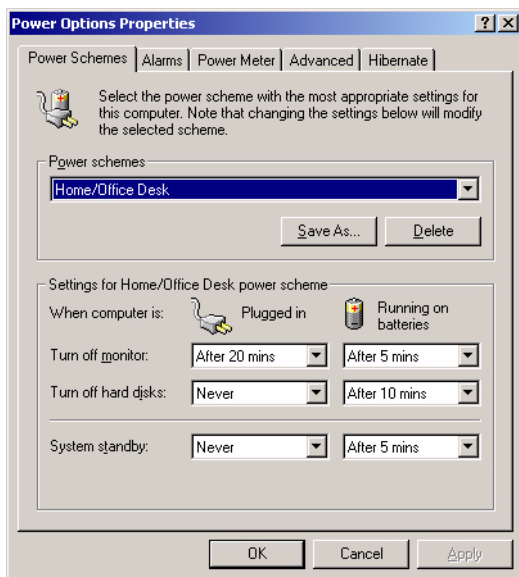 Power Options Properties
Power Schemes Alarms Power Meter Advanced Hibernate
Select the power scheme with the most appropriate settings for
this computer. Note that changing the settings below will modify
the selected scheme.
Power schemes
Home/Office Desk
Save As... Delete
Settings for Home/Office Desk power scheme
When computer is: Plugged in Running on
batteries
Turn off monitor: After 20 mins After 5 mins
Turn off hard disks: Never After 10 mins
System standby: Never After 5 mins
OK Cancel Apply